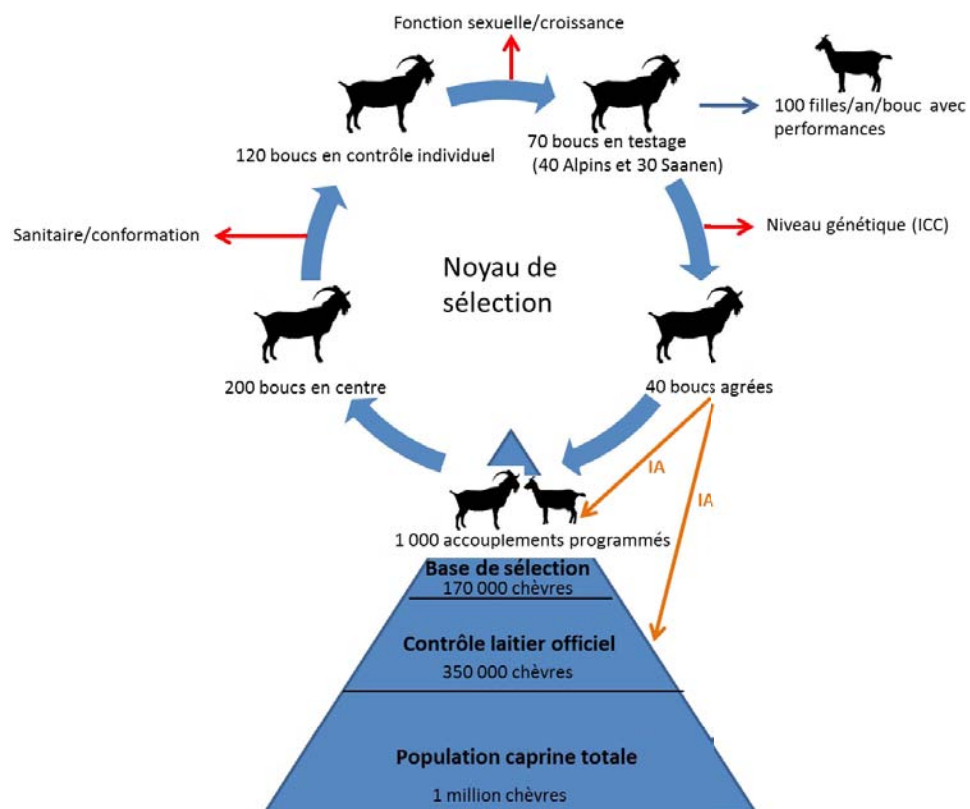 Fonction sexuelle/croissance
100 filles/an/bouc avec
performances
120 boucs en contrôle individuel
70 boucs en testage
(40 Alpins et 30 Saanen)
Sanitaire/conformation
Niveau génétique (ICC)
Noyau de
sélection
200 boucs en centre
40 boucs agrées
IA
IA
1 000 accouplements programmés
Base de sélection
170 000 chèvres
Contrôle laitier officiel
350 000 chèvres
Population caprine totale
1 million chèvres